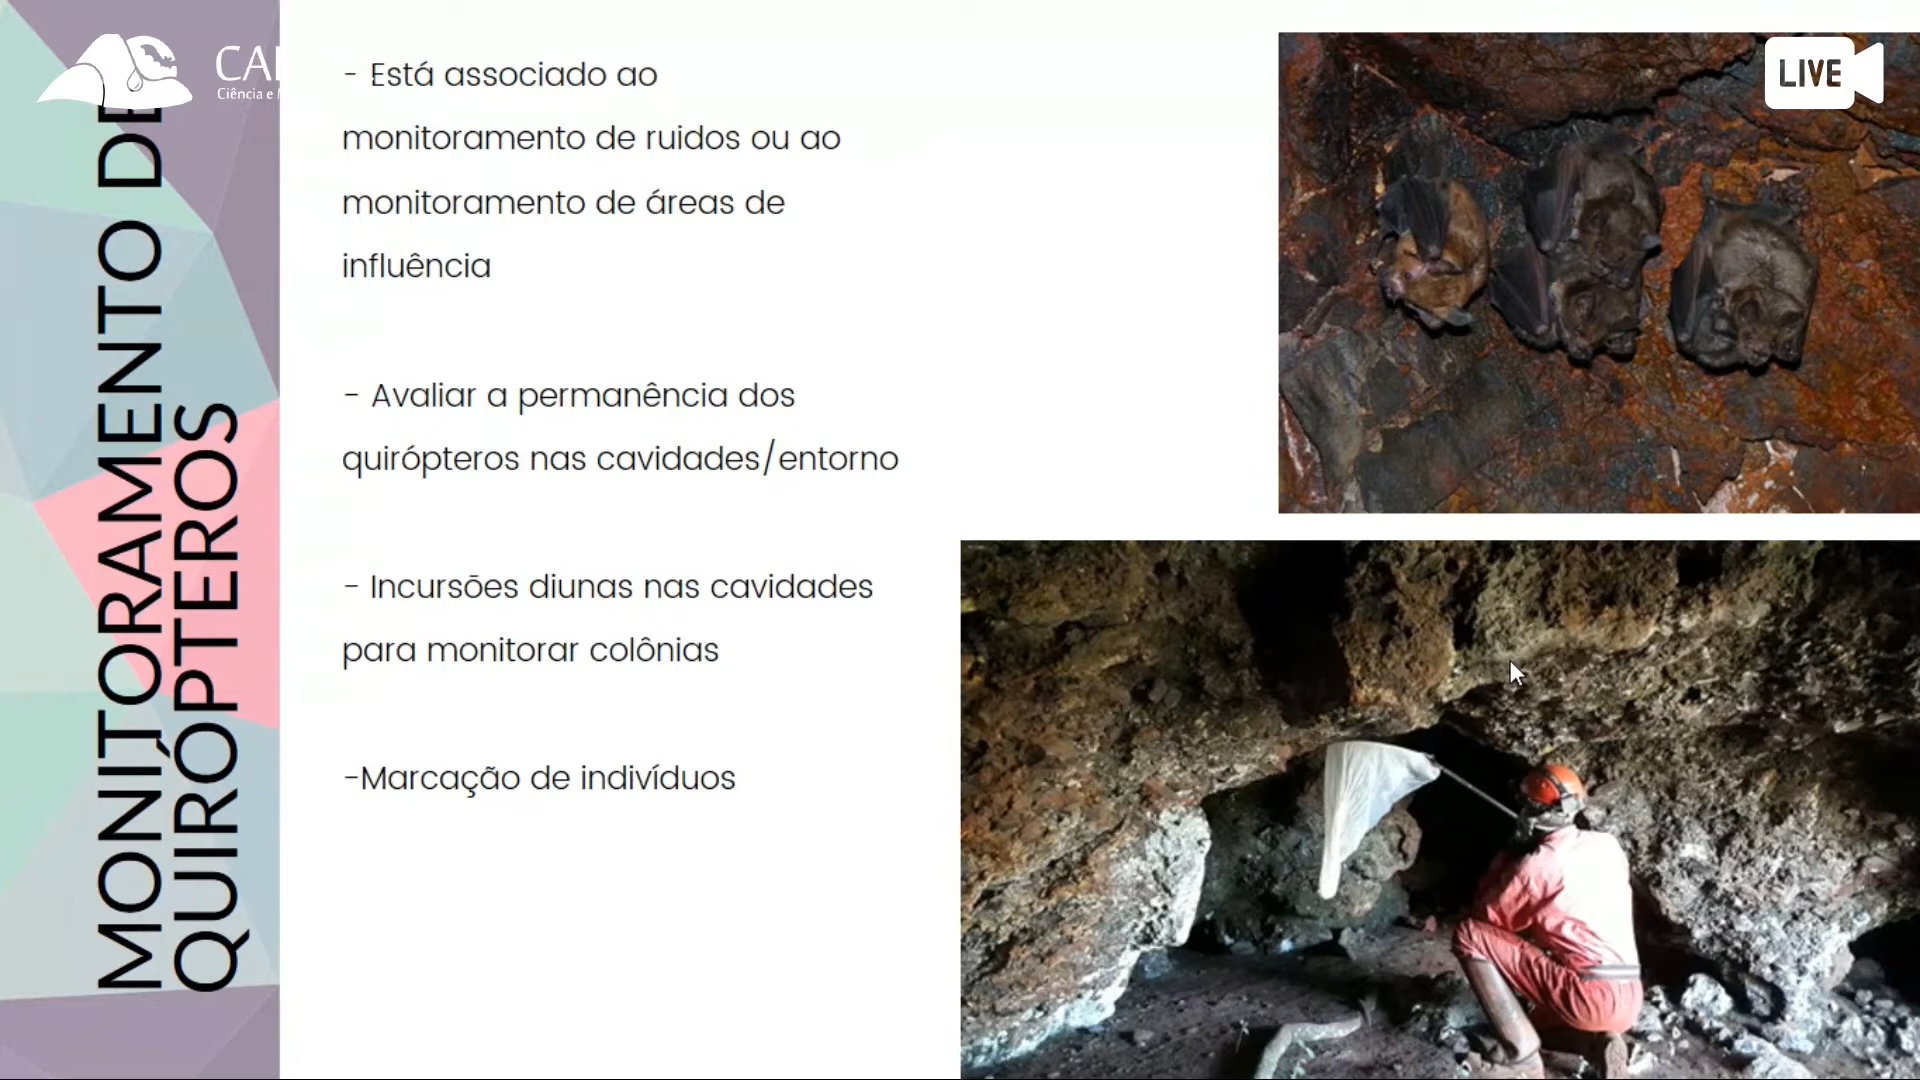 CAI
Ciência e
LIVE
MONITORAMENTO DE
QUIRÓPTEROS
- Está associado ao
monitoramento de ruidos ou ao
monitoramento de áreas de
influência
- Avaliar a permanência dos
quirópteros nas cavidades/entorno
- Incursões diunas nas cavidades
para monitorar colônias
-Marcação de indivíduos